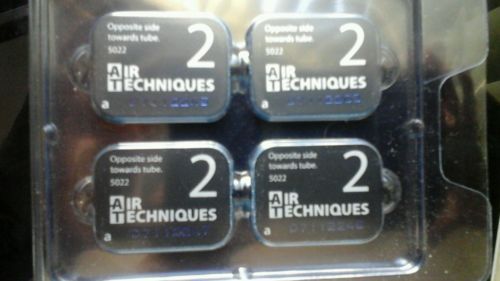 Opposite side
towards tube.
5022
2
AIR
TECHNIQUES
a
Opposite side
towards tube.
5022
2
AIR
TECHNIQUES
a
Opposite side
towards tube.
5022
2
AIR
TECHNIQUES
a
Opposite side
towards tube.
5022
2
AIR
TECHNIQUES
a